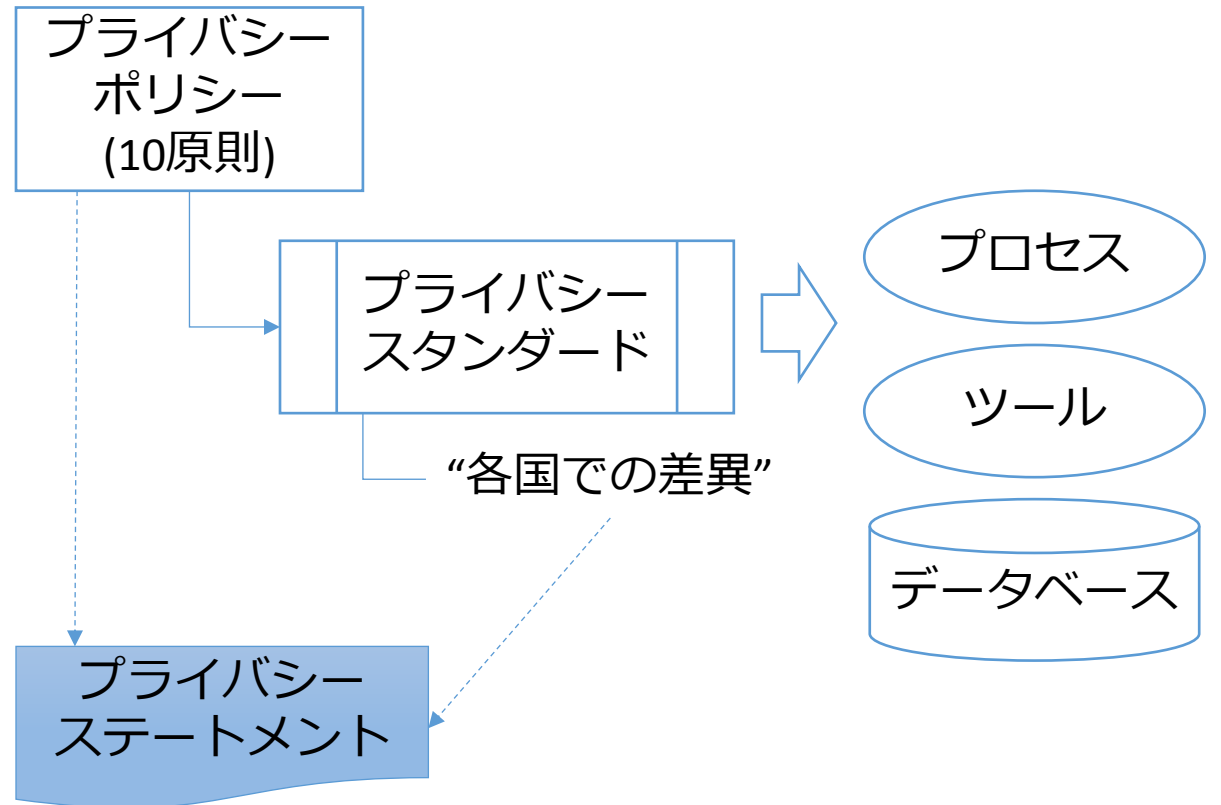 プライバシー
ポリシー
(10原則)
プライバシー
スタンダード
“各国での差異”
プライバシー
ステートメント
プロセス
ツール
データベース